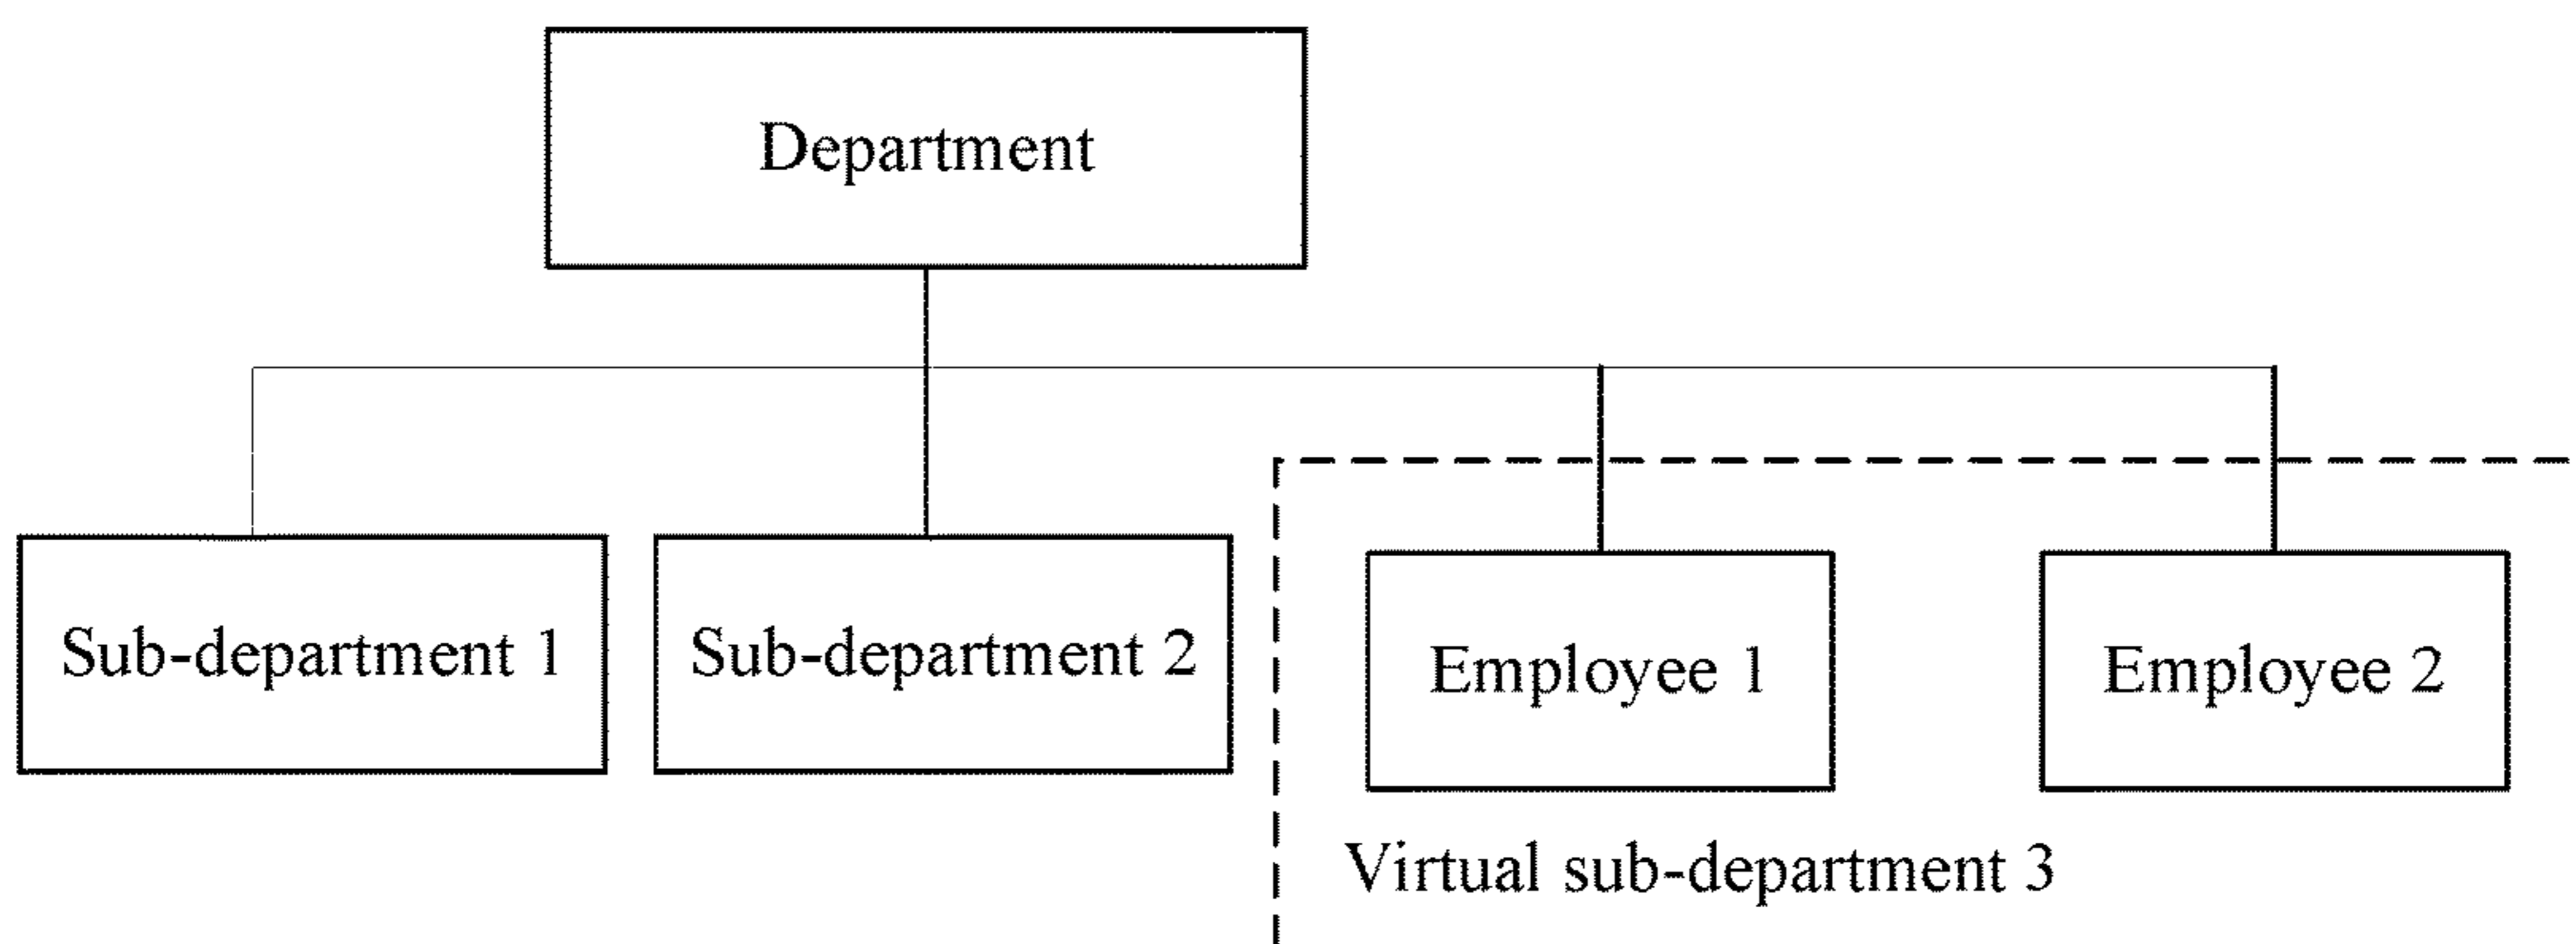 Department
Sub-department 1
Sub-department 2
Employee 1
Employee 2
Virtual sub-department 3